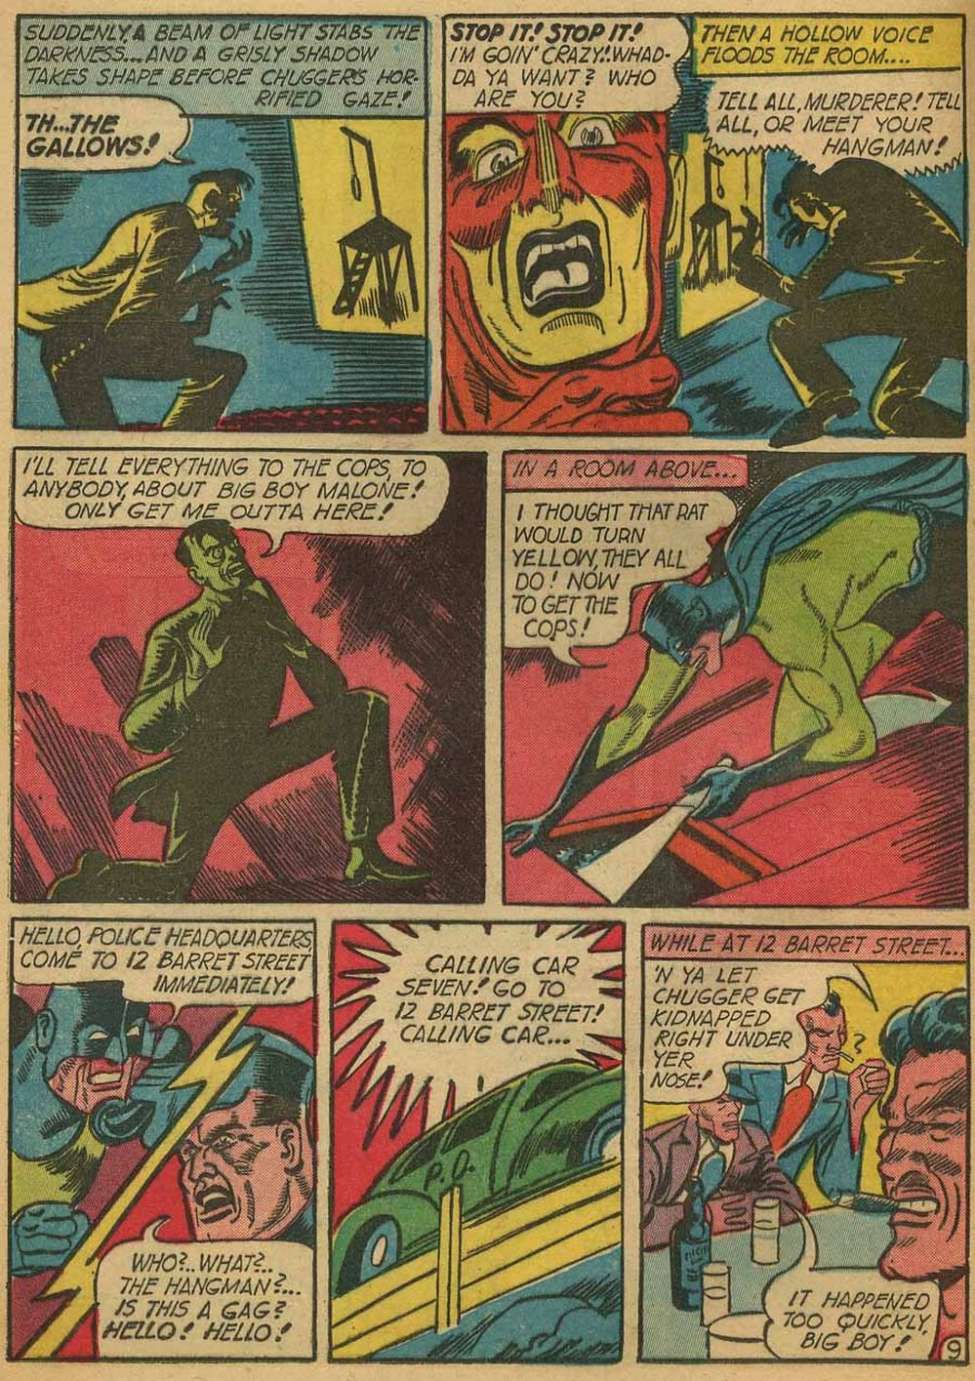 SUDDENLY, A BEAM OF LIGHT STABS THE
DARKNESS... AND A GRISLY SHADOW
TAKES SHAPE BEFORE CHUGGER'S HOR-
RIFIED GAZE!
TH...THE
GALLOWS!
STOP IT! STOP IT!
I'M GOIN' CRAZY! WHAD-
DA YA WANT? WHO
ARE YOU?
THEN A HOLLOW VOICE
FLOODS THE ROOM....
TELL ALL, MURDERER! TELL
ALL, OR MEET YOUR
HANGMAN!
I'LL TELL EVERYTHING TO THE COPS, TO
ANYBODY, ABOUT BIG BOY MALONE!
ONLY GET ME OUTTA HERE!
IN A ROOM ABOVE...
I THOUGHT THAT RAT
WOULD TURN
YELLOW, THEY ALL
DO! NOW
TO GET THE
COPS!
HELLO, POLICE HEADQUARTERS,
COME TO 12 BARRET STREET
IMMEDIATELY!
WHO?.. WHAT?...
THE HANGMAN?...
IS THIS A GAG?
HELLO! HELLO!
CALLING CAR
SEVEN! GO TO
12 BARRET STREET!
CALLING CAR...
P.D.
WHILE AT 12 BARRET STREET...
'N YA LET
CHUGGER GET
KIDNAPPED
RIGHT UNDER
YER
NOSE!
?
IT HAPPENED
TOO QUICKLY,
BIG BOY!
9